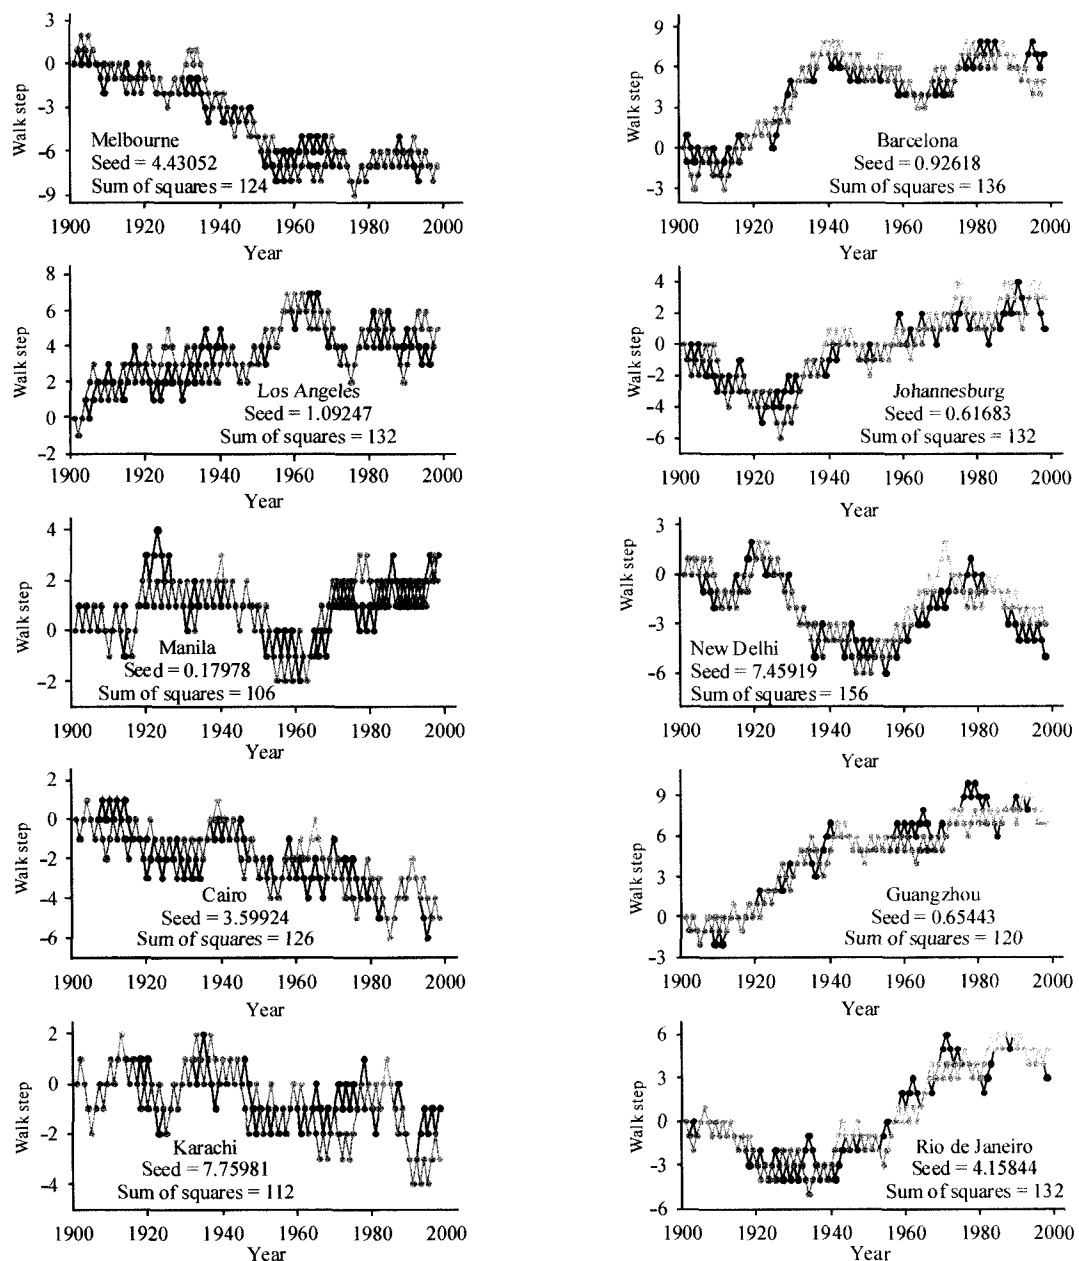 3
0
-3
-6
-9
Walk step
Melbourne
Seed = 4.43052
Sum of squares = 124
1900 1920 1940 1960 1980 2000
Year
9
6
3
0
-3
Walk step
Barcelona
Seed = 0.92618
Sum of squares = 136
1900 1920 1940 1960 1980 2000
Year
8
6
4
2
0
-2
Walk step
Los Angeles
Seed = 1.09247
Sum of squares = 132
1900 1920 1940 1960 1980 2000
Year
4
2
0
-2
-4
-6
Walk step
Johannesburg
Seed = 0.61683
Sum of squares = 132
1900 1920 1940 1960 1980 2000
Year
4
2
0
-2
Walk step
Manila
Seed = 0.17978
Sum of squares = 106
1900 1920 1940 1960 1980 2000
Year
3
0
-3
-6
Walk step
New Delhi
Seed = 7.45919
Sum of squares = 156
1900 1920 1940 1960 1980 2000
Year
2
0
-2
-4
-6
Walk step
Cairo
Seed = 3.59924
Sum of squares = 126
1900 1920 1940 1960 1980 2000
Year
9
6
3
0
-3
Walk step
Guangzhou
Seed = 0.65443
Sum of squares = 120
1900 1920 1940 1960 1980 2000
Year
2
0
-2
-4
Walk step
Karachi
Seed = 7.75981
Sum of squares = 112
1900 1920 1940 1960 1980 2000
Year
6
3
0
-3
-6
Walk step
Rio de Janeiro
Seed = 4.15844
Sum of squares = 132
1900 1920 1940 1960 1980 2000
Year